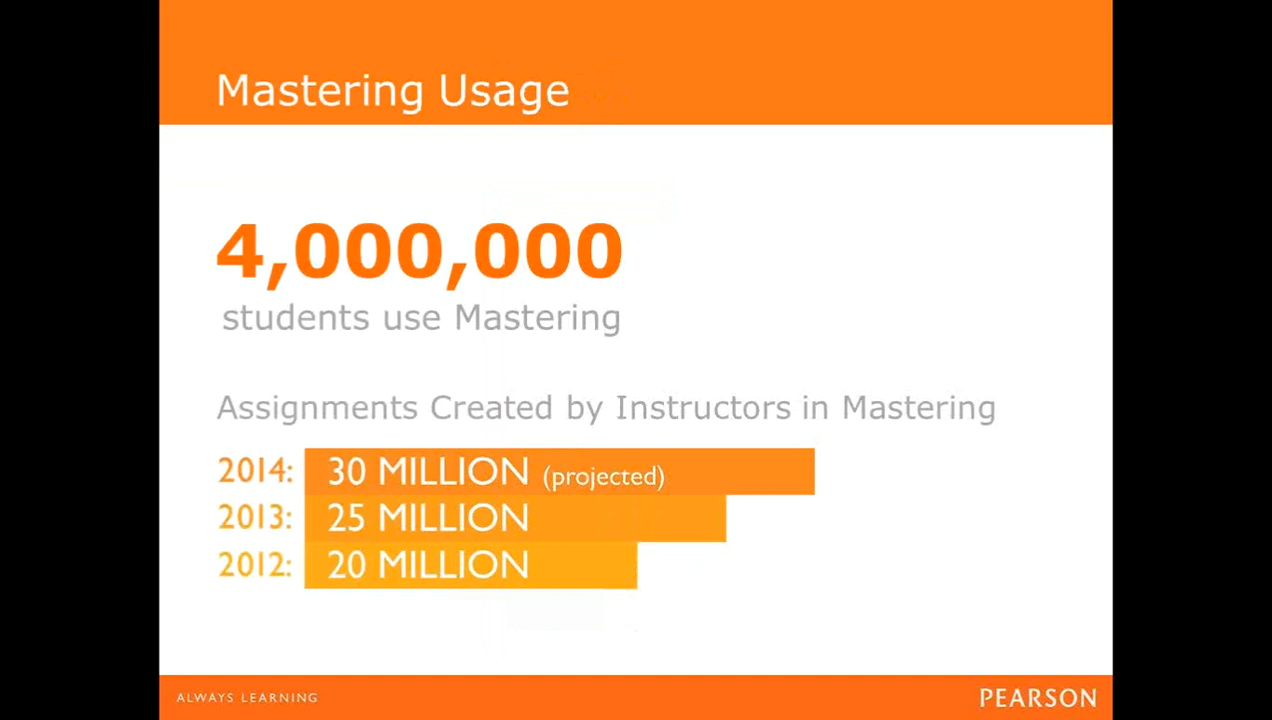 Mastering Usage
4,000,000
students use Mastering
Assignments Created by Instructors in Mastering
2014: 30 MILLION (projected)
2013: 25 MILLION
2012: 20 MILLION
ALWAYS LEARNING PEARSON